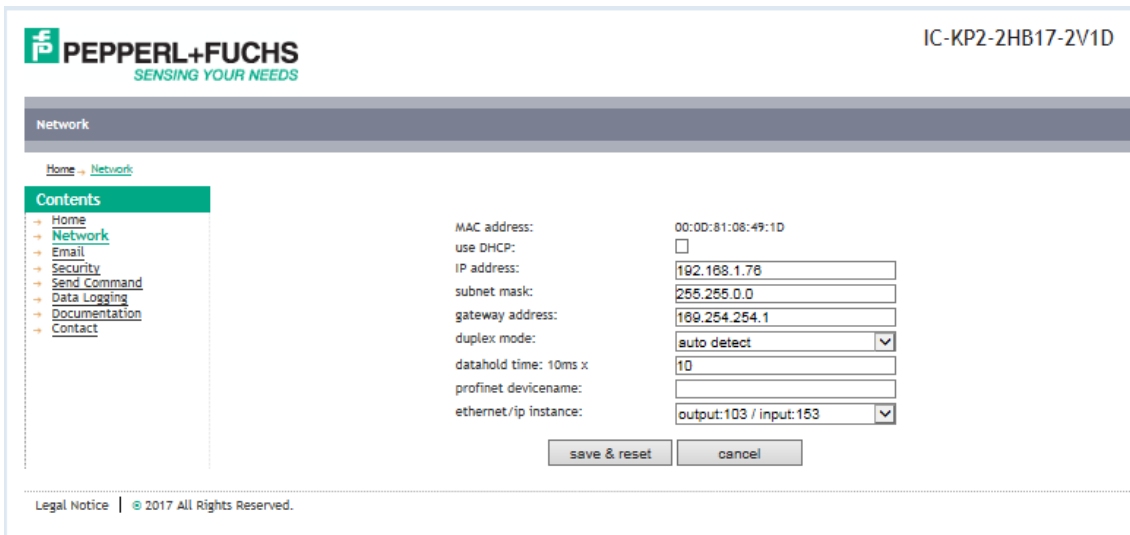 PEPPERL+FUCHS
SENSING YOUR NEEDS
IC-KP2-2HB17-2V1D
Network
Home → Network
Contents
→ Home
→ Network
→ Email
→ Security
→ Send Command
→ Data Logging
→ Documentation
→ Contact
MAC address: 00:0D:81:08:49:1D
use DHCP:
IP address: 192.168.1.76
subnet mask: 255.255.0.0
gateway address: 169.254.254.1
duplex mode: auto detect
datahold time: 10ms x 10
profinet devicename:
ethernet/ip instance: output:103 / input:153
save & reset cancel
Legal Notice | © 2017 All Rights Reserved.